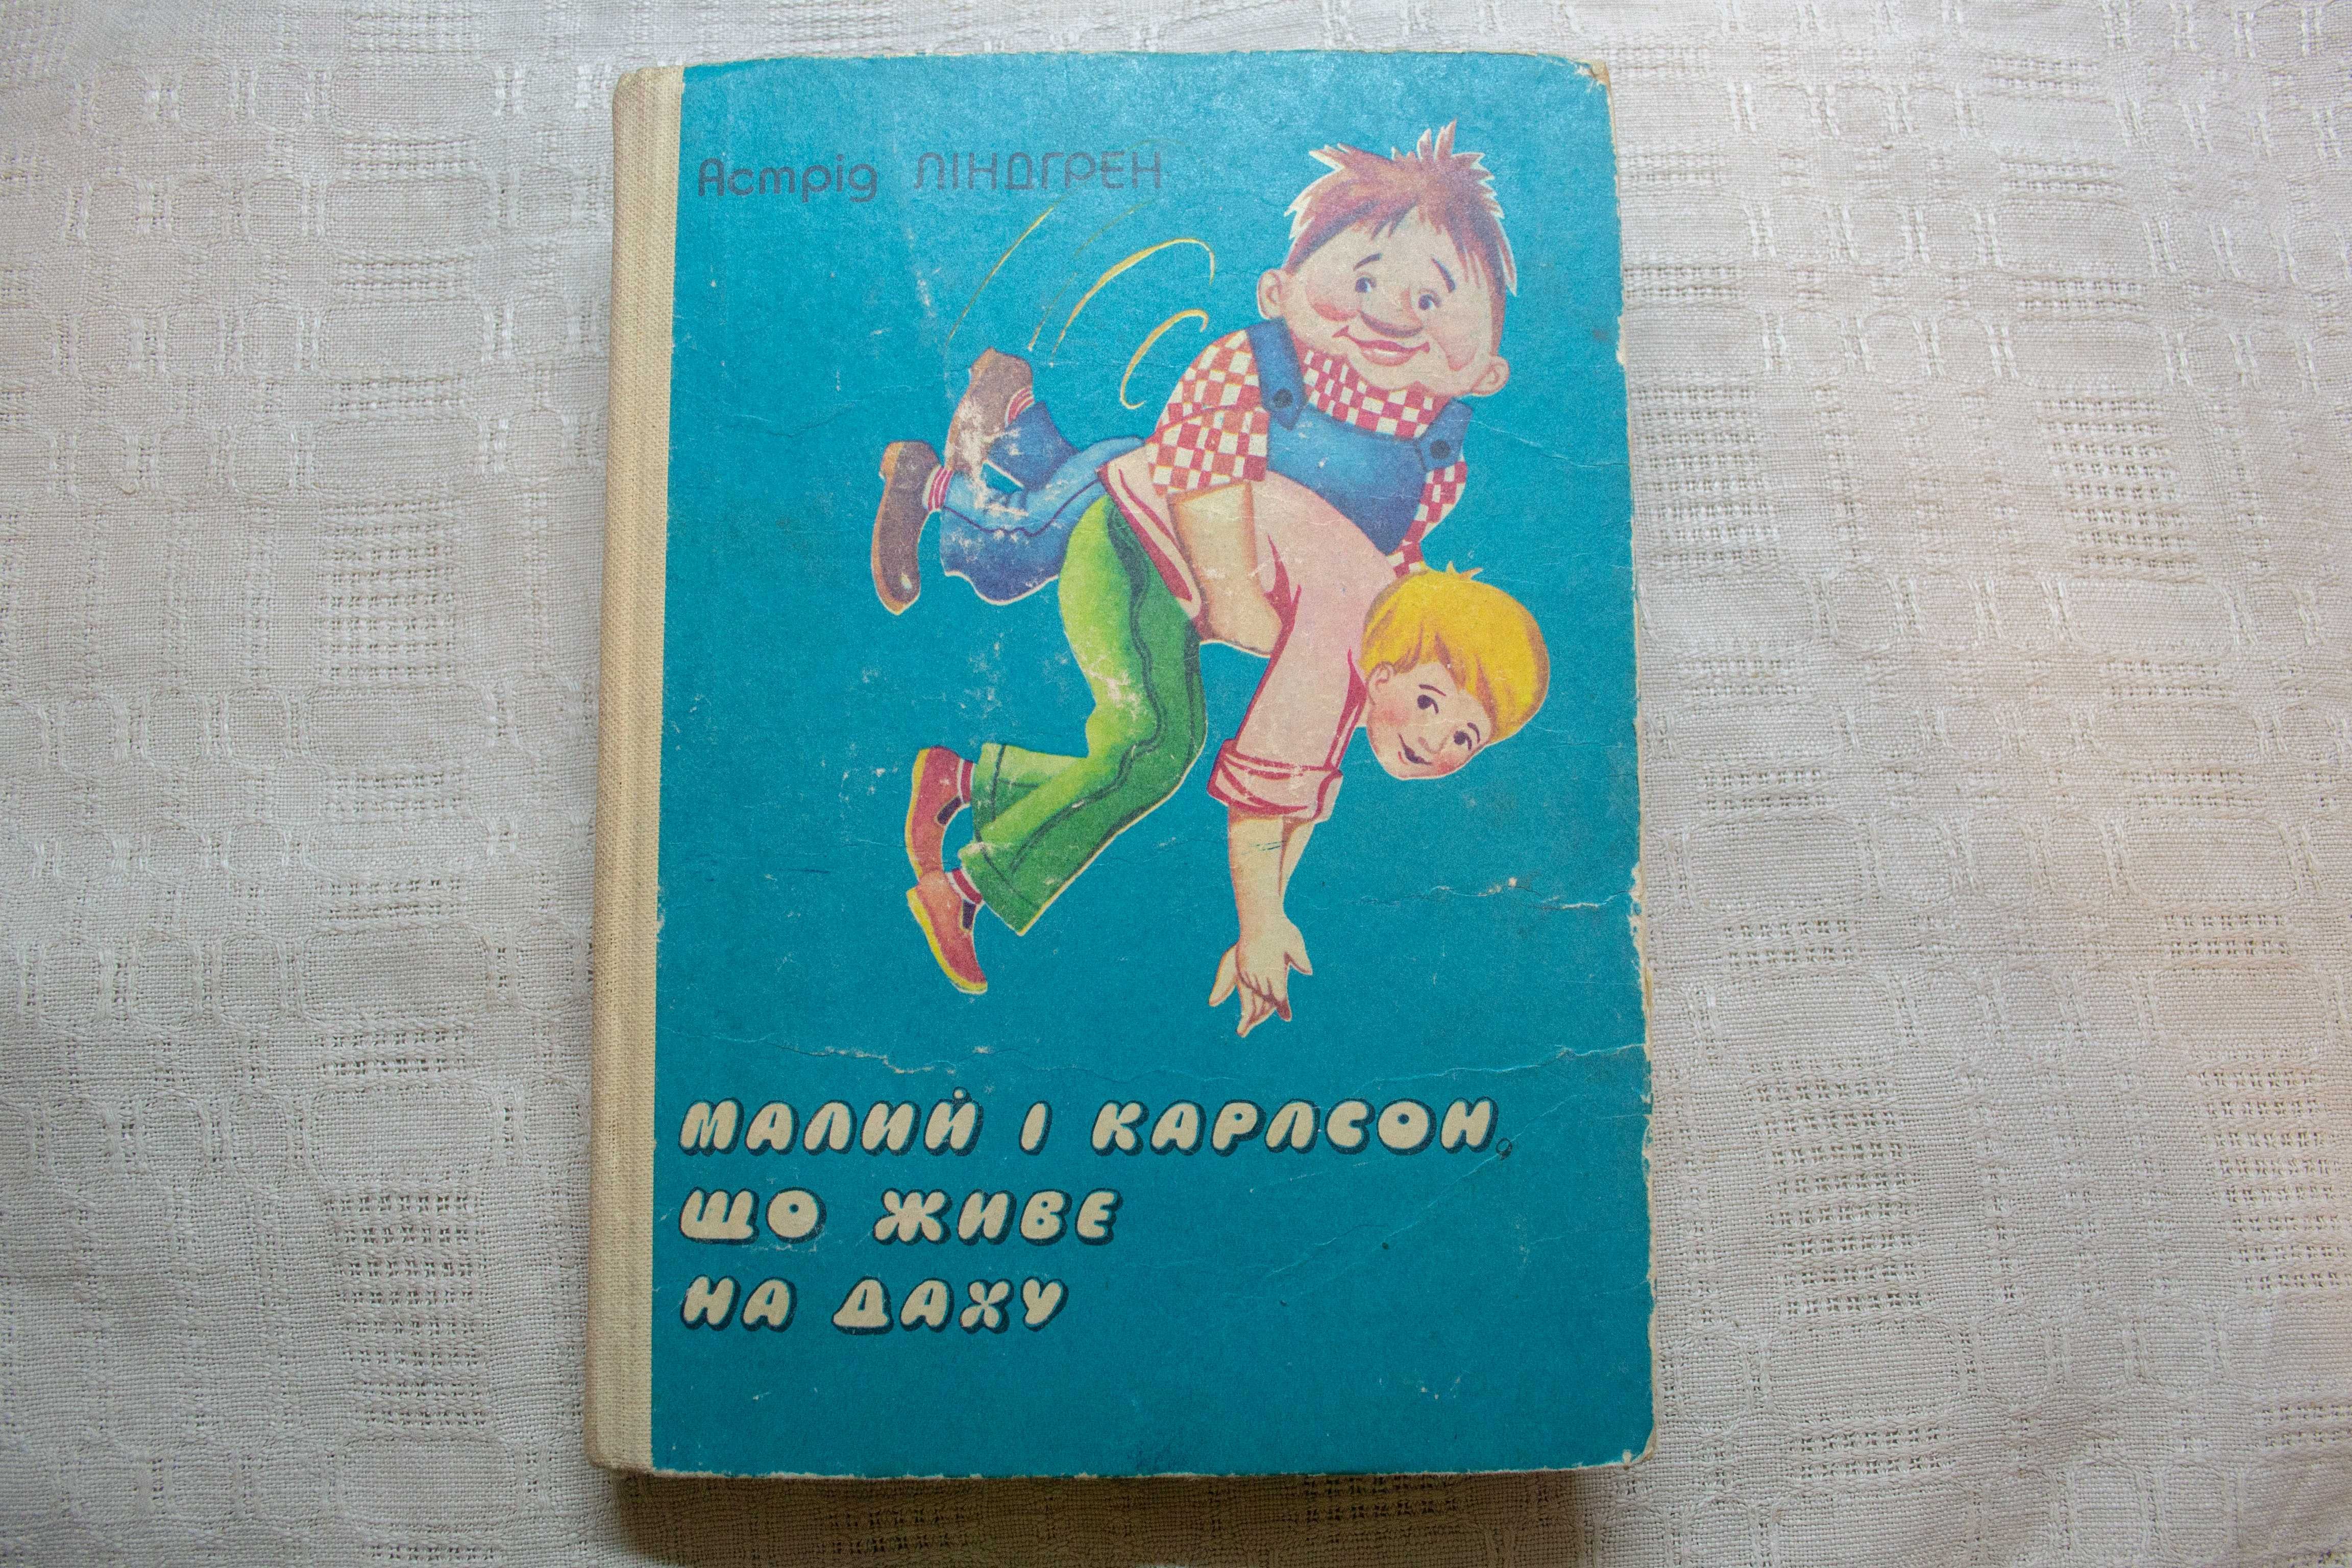 Астрід ЛІНДГРЕН
МАЛИЙ І КАРЛСОН,
ЩО ЖИВЕ
НА ДАХУ